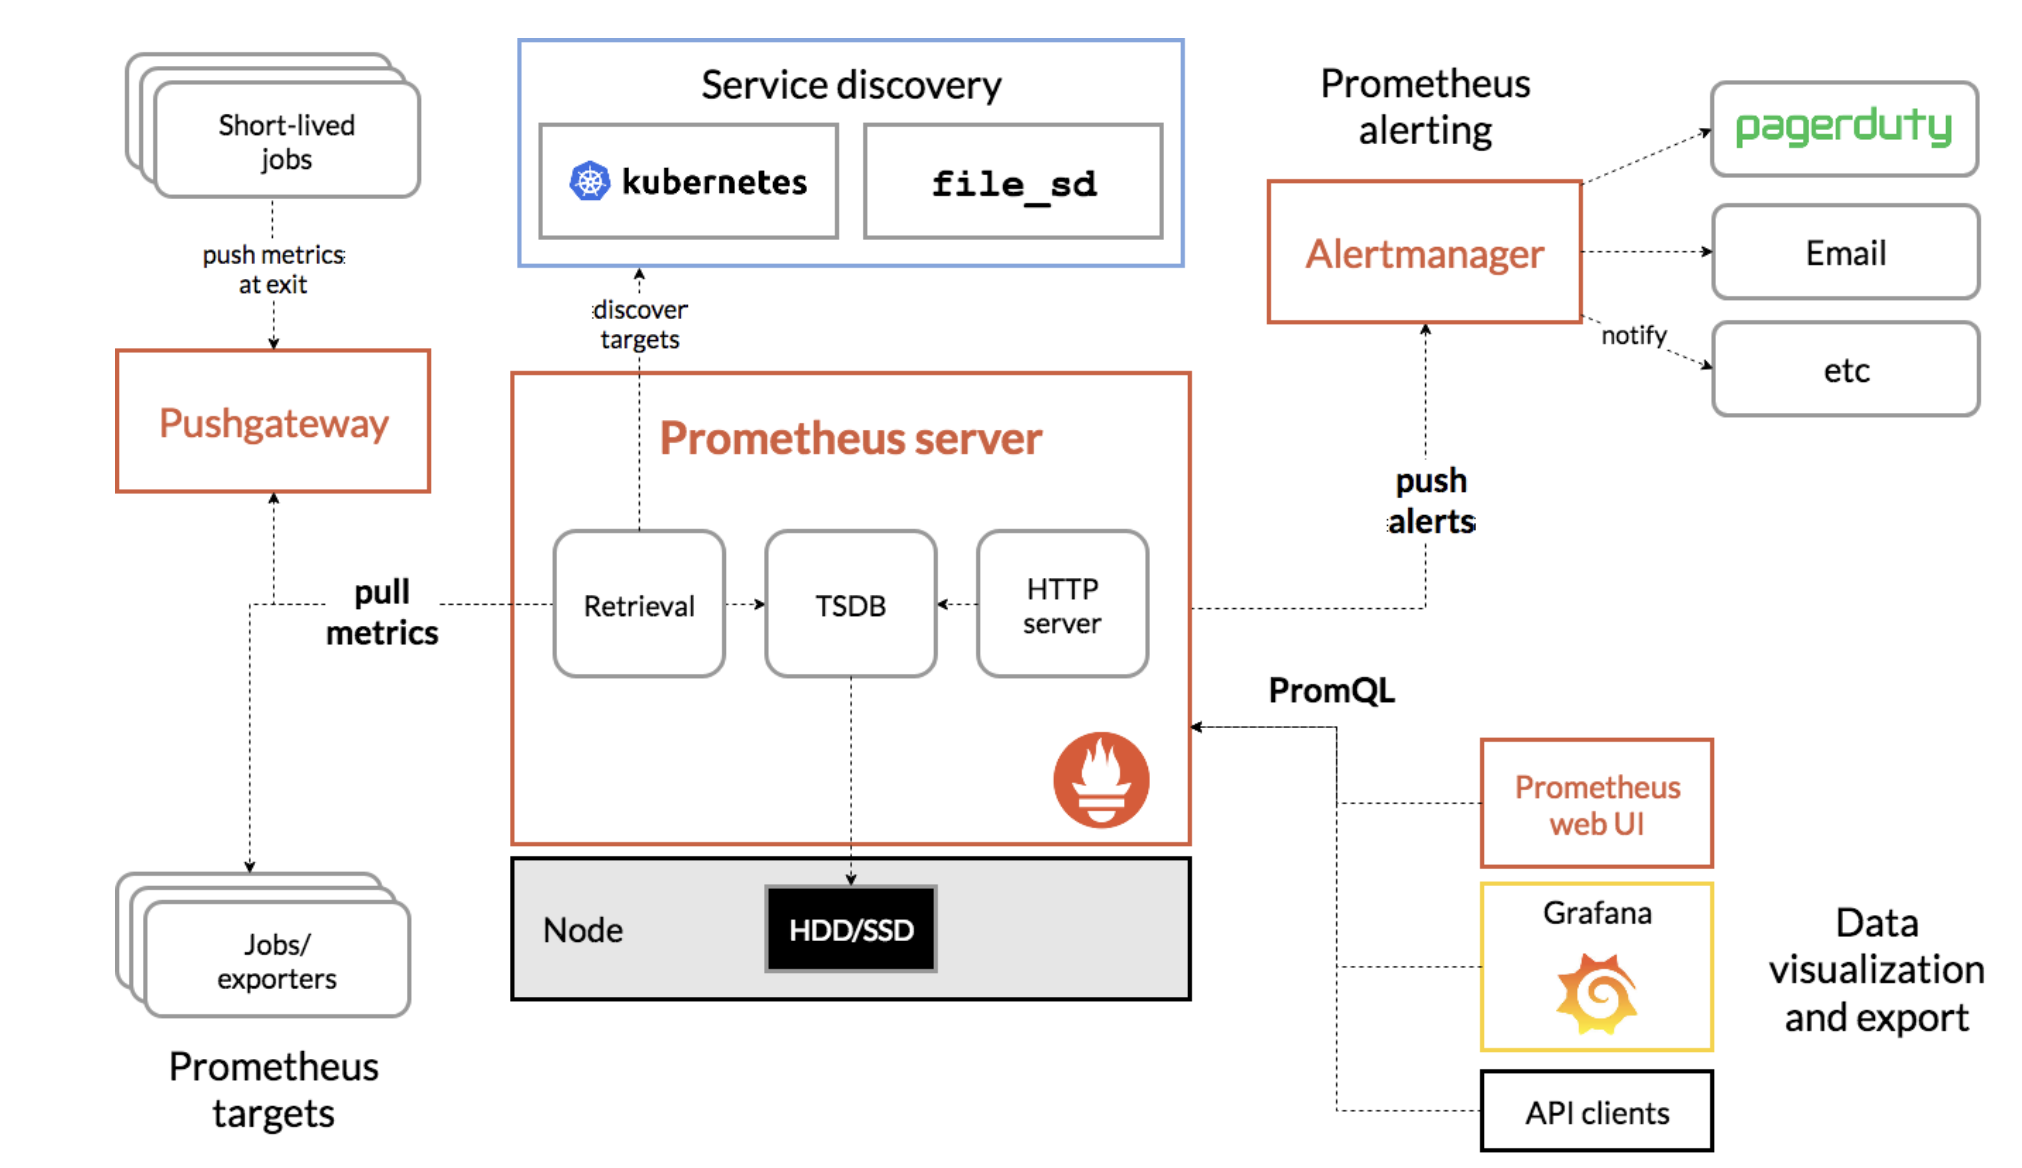 Short-lived
jobs
push metrics
at exit
Pushgateway
pull
metrics
Jobs/
exporters
Prometheus
targets
Service discovery
kubernetes
file_sd
discover
targets
Prometheus server
Retrieval
TSDB
HTTP
server
Node
HDD/SSD
Prometheus
alerting
Alertmanager
pagerduty
Email
notify
etc
push
alerts
PromQL
Prometheus
web UI
Grafana
API clients
Data
visualization
and export